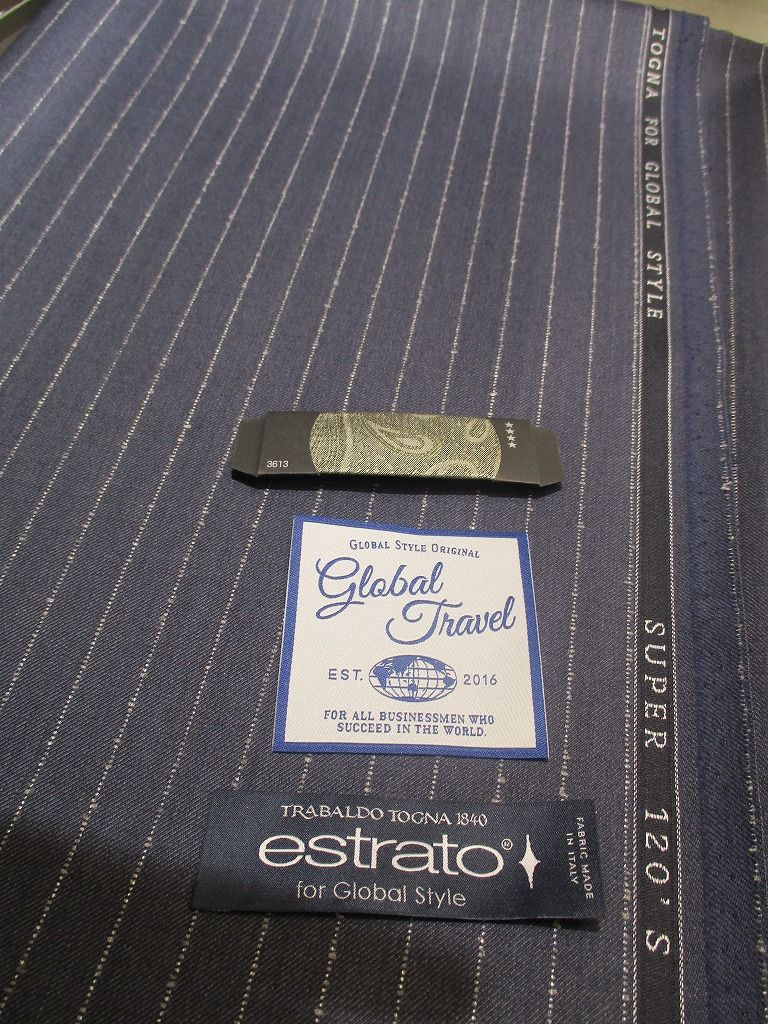 TOGNA FOR GLOBAL STYLE
3613
GLOBAL STYLE ORIGINAL
Global
Travel
EST. 2016
FOR ALL BUSINESSMEN WHO
SUCCEED IN THE WORLD.
SUPER 120'S
TRABALDO TOGNA 1840
estrato®
for Global Style
FABRIC MADE
IN ITALY